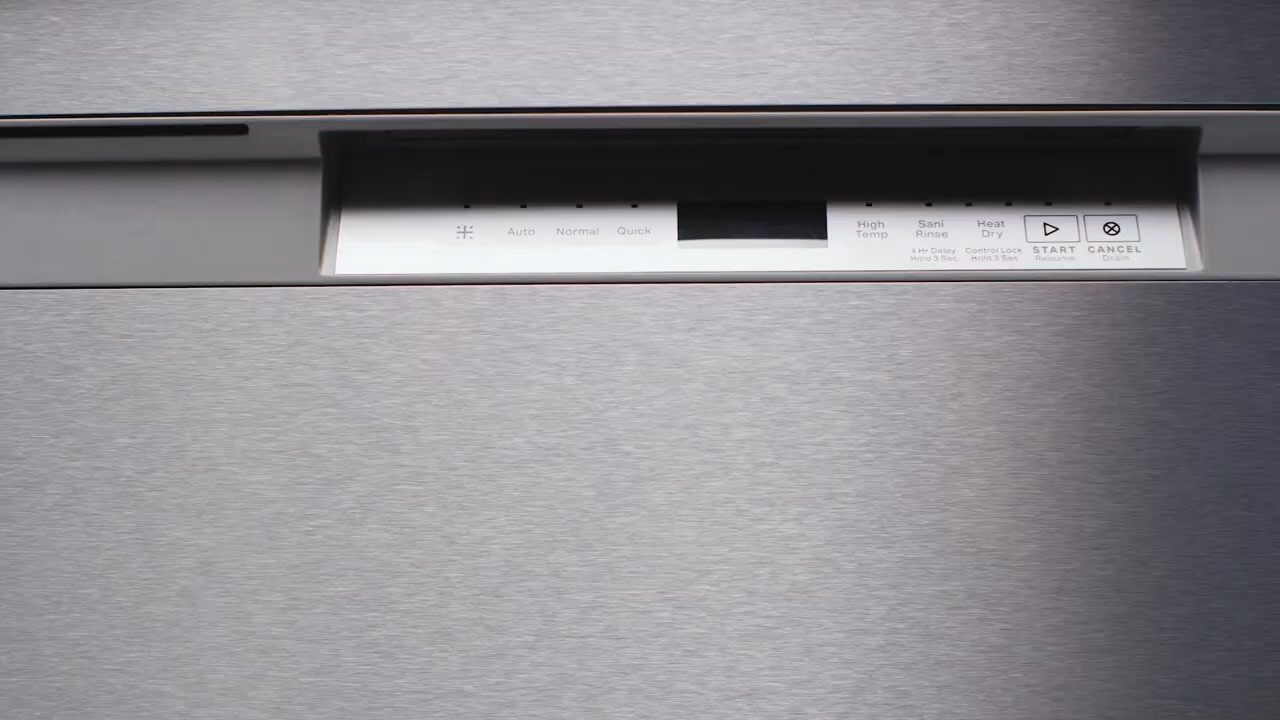 Auto Normal Quick
High Temp
Sani Rinse
4 Hr Delay
Hold 3 Sec
Heat Dry
Control Lock
Hold 3 Sec
START
Resume
CANCEL
Drain